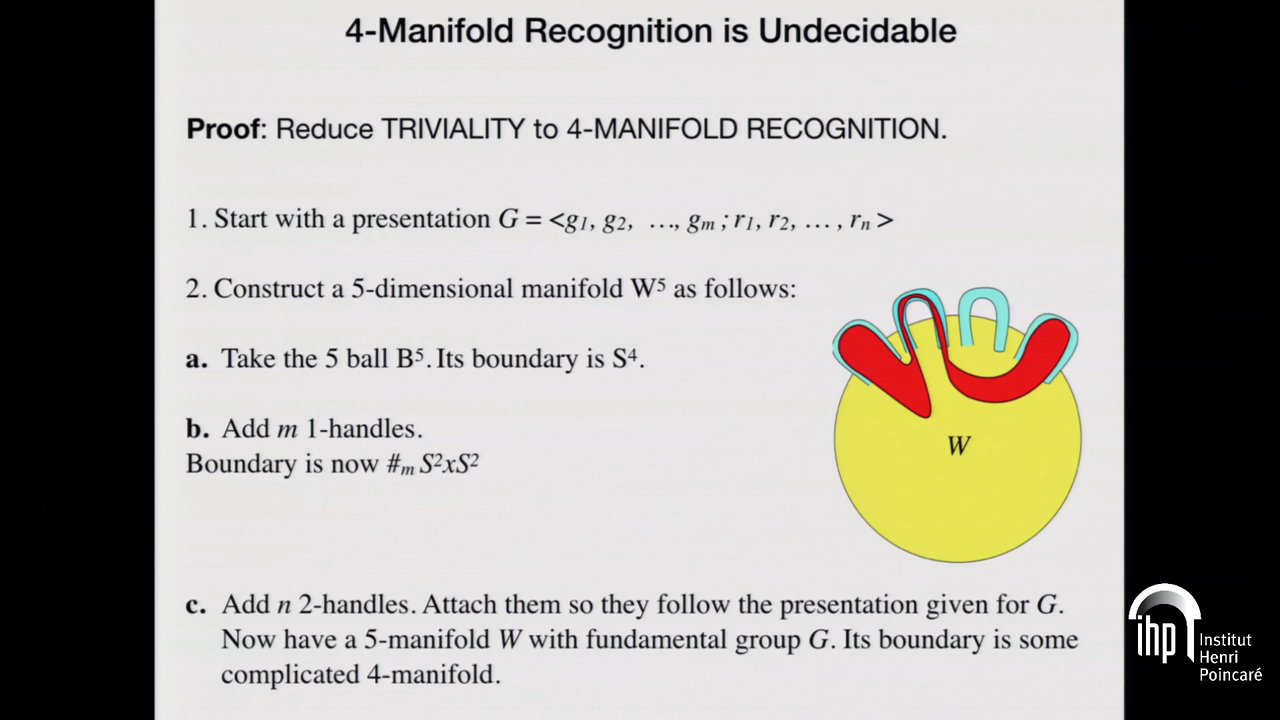 4-Manifold Recognition is Undecidable
Proof: Reduce TRIVIALITY to 4-MANIFOLD RECOGNITION.
1. Start with a presentation G = <g₁, g₂, …, gₘ ; r₁, r₂, … , rₙ >
2. Construct a 5-dimensional manifold W⁵ as follows:
a. Take the 5 ball B⁵. Its boundary is S⁴.
b. Add m 1-handles.
Boundary is now #ₘ S²xS²
W
c. Add n 2-handles. Attach them so they follow the presentation given for G.
Now have a 5-manifold W with fundamental group G. Its boundary is some
complicated 4-manifold.
ihp
Institut
Henri
Poincaré